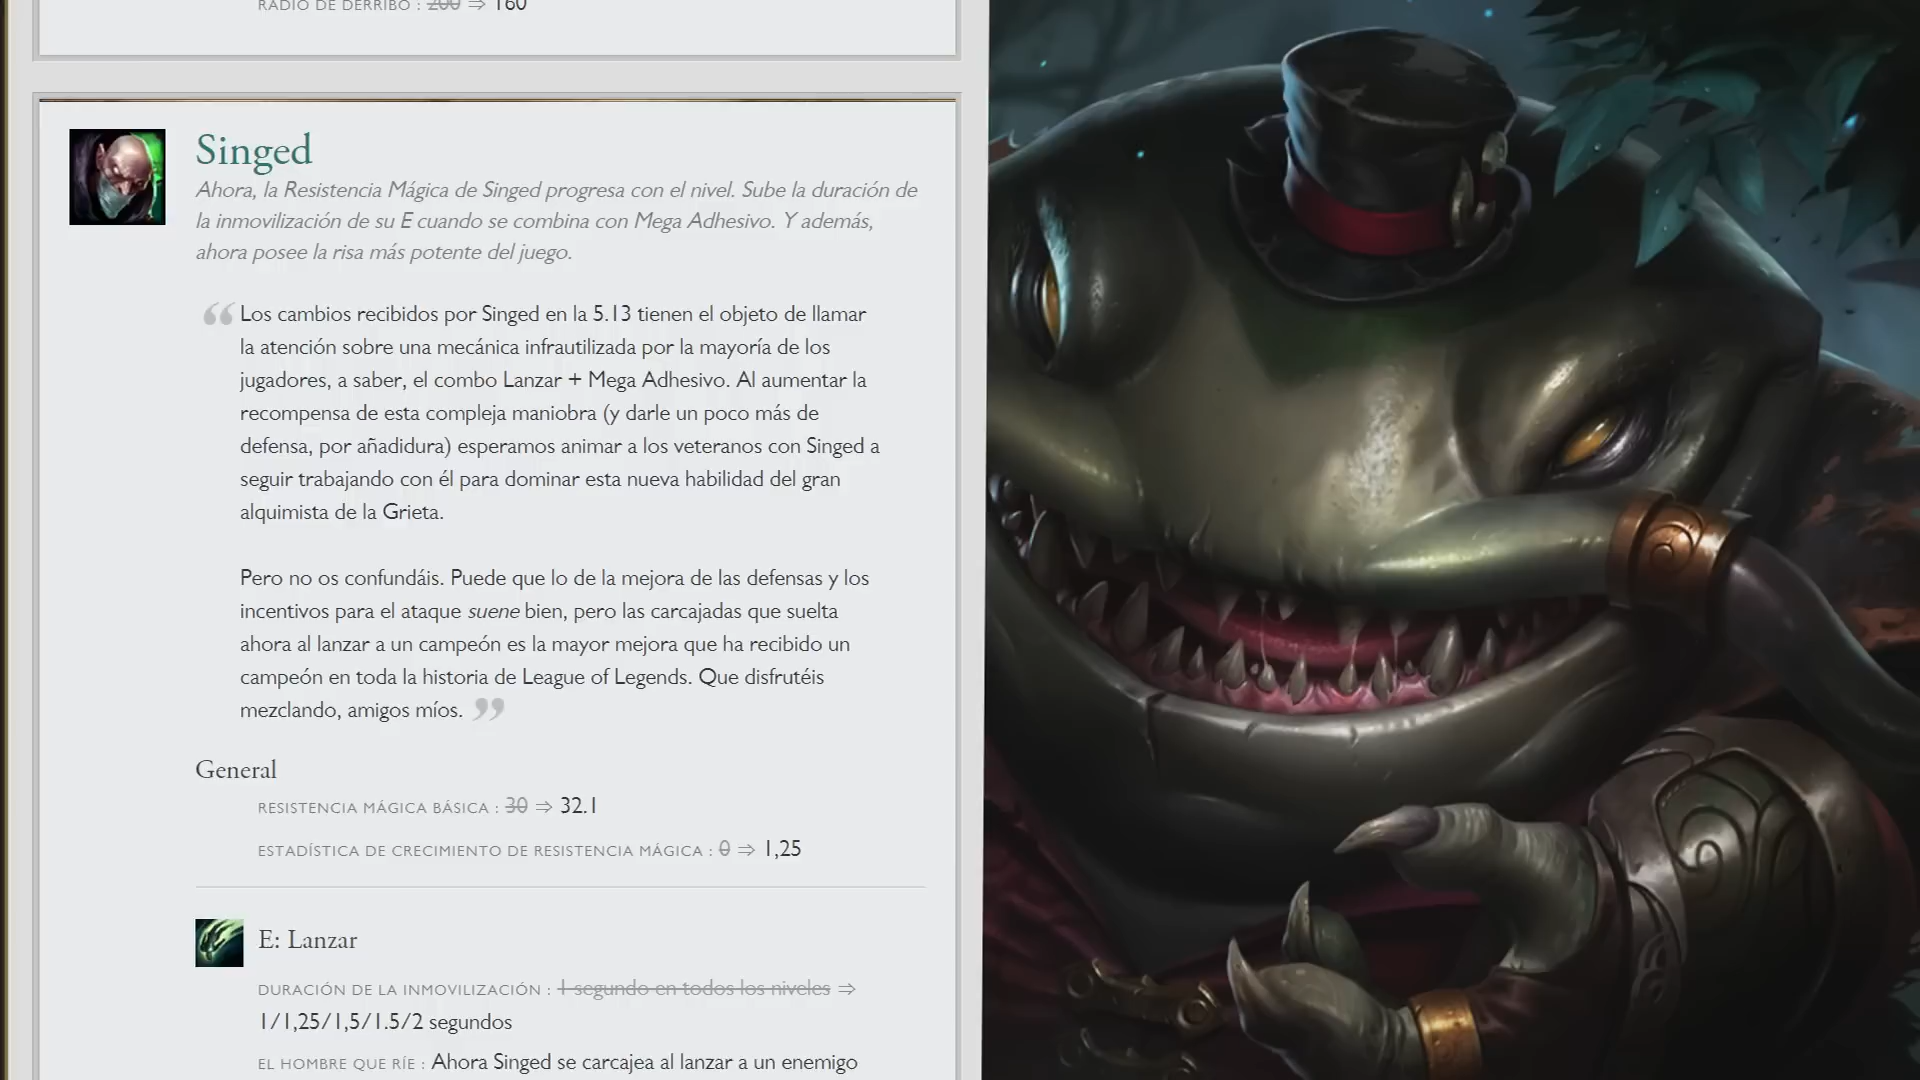 RADIO DE DERRIBO : 200 ⇒ 160
Singed
Ahora, la Resistencia Mágica de Singed progresa con el nivel. Sube la duración de
la inmovilización de su E cuando se combina con Mega Adhesivo. Y además,
ahora posee la risa más potente del juego.
“ Los cambios recibidos por Singed en la 5.13 tienen el objeto de llamar
la atención sobre una mecánica infrautilizada por la mayoría de los
jugadores, a saber, el combo Lanzar + Mega Adhesivo. Al aumentar la
recompensa de esta compleja maniobra (y darle un poco más de
defensa, por añadidura) esperamos animar a los veteranos con Singed a
seguir trabajando con él para dominar esta nueva habilidad del gran
alquimista de la Grieta.
Pero no os confundáis. Puede que lo de la mejora de las defensas y los
incentivos para el ataque suene bien, pero las carcajadas que suelta
ahora al lanzar a un campeón es la mayor mejora que ha recibido un
campeón en toda la historia de League of Legends. Que disfrutéis
mezclando, amigos míos. ”
General
RESISTENCIA MÁGICA BÁSICA : 30 ⇒ 32.1
ESTADÍSTICA DE CRECIMIENTO DE RESISTENCIA MÁGICA : 0 ⇒ 1,25
E: Lanzar
DURACIÓN DE LA INMOVILIZACIÓN : 1 segundo en todos los niveles ⇒
1/1,25/1,5/1.5/2 segundos
EL HOMBRE QUE RÍE : Ahora Singed se carcajea al lanzar a un enemigo